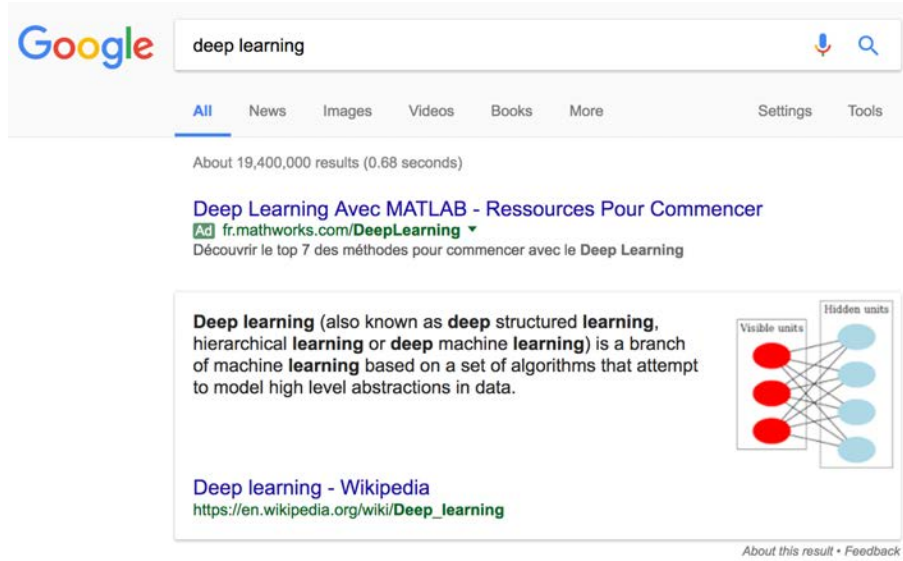 Google
deep learning
All News Images Videos Books More Settings Tools
About 19,400,000 results (0.68 seconds)
Deep Learning Avec MATLAB - Ressources Pour Commencer
Ad fr.mathworks.com/DeepLearning
Découvrir le top 7 des méthodes pour commencer avec le Deep Learning
Deep learning (also known as deep structured learning,
hierarchical learning or deep machine learning) is a branch
of machine learning based on a set of algorithms that attempt
to model high level abstractions in data.
Visible units
Hidden units
Deep learning - Wikipedia
https://en.wikipedia.org/wiki/Deep_learning
About this result • Feedback